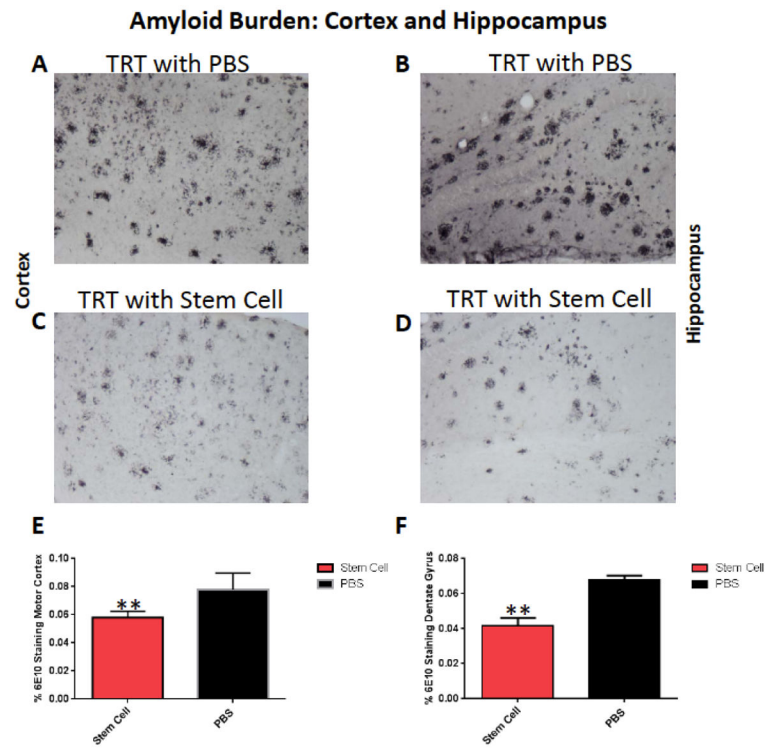 Amyloid Burden: Cortex and Hippocampus
A
TRT with PBS
B
TRT with PBS
Cortex
Hippocampus
C
TRT with Stem Cell
D
TRT with Stem Cell
E
% 6E10 Staining Motor Cortex
0.10
0.08
0.06
0.04
0.02
0.00
**
Stem Cell
PBS
Stem Cell
PBS
F
% 6E10 Staining Dentate Gyrus
0.08
0.06
0.04
0.02
0.00
**
Stem Cell
PBS
Stem Cell
PBS